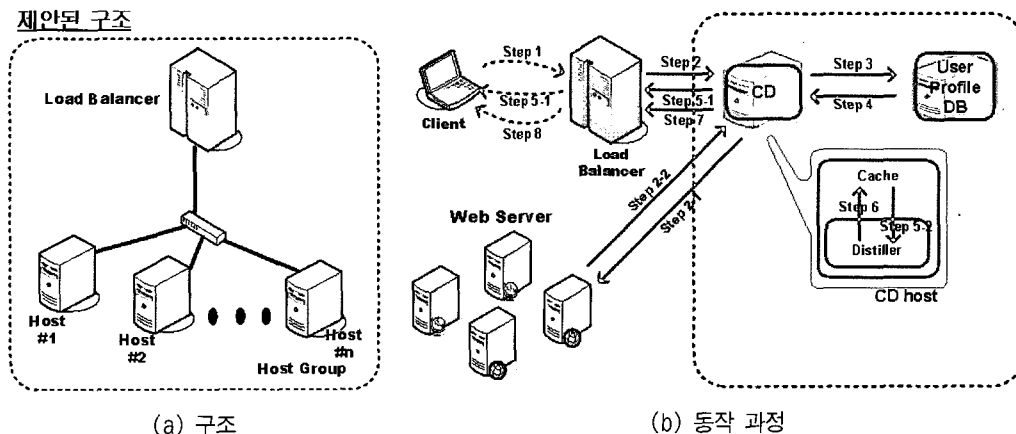 제안된 구조
Load Balancer
Host
#1
Host
#2
Host
#n
Host Group
(a) 구조
Client
Step 1
Step 5-1
Step 8
Load
Balancer
Step 2
Step 5-1
Step 7
CD
Step 3
Step 4
User
Profile
DB
Step 2-2
Step 2-1
Web Server
Cache
Step 6
Step 5-2
Distiller
CD host
(b) 동작 과정